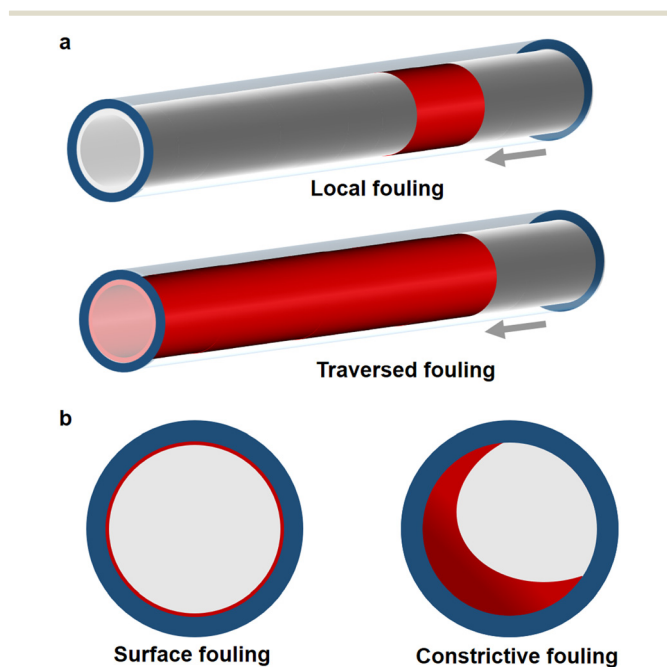 a
Local fouling
Traversed fouling
b
Surface fouling
Constrictive fouling